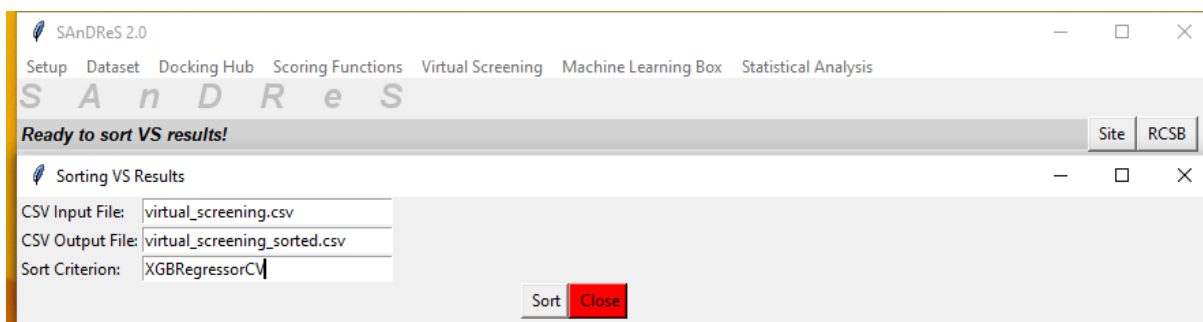 SAnDReS 2.0
Setup Dataset Docking Hub Scoring Functions Virtual Screening Machine Learning Box Statistical Analysis
S A n D R e S
Ready to sort VS results! Site RCSB
Sorting VS Results
CSV Input File: virtual_screening.csv
CSV Output File: virtual_screening_sorted.csv
Sort Criterion: XGBRegressorCV
Sort Close